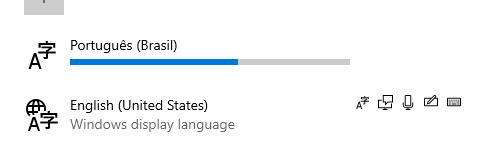 Português (Brasil)
English (United States)
Windows display language